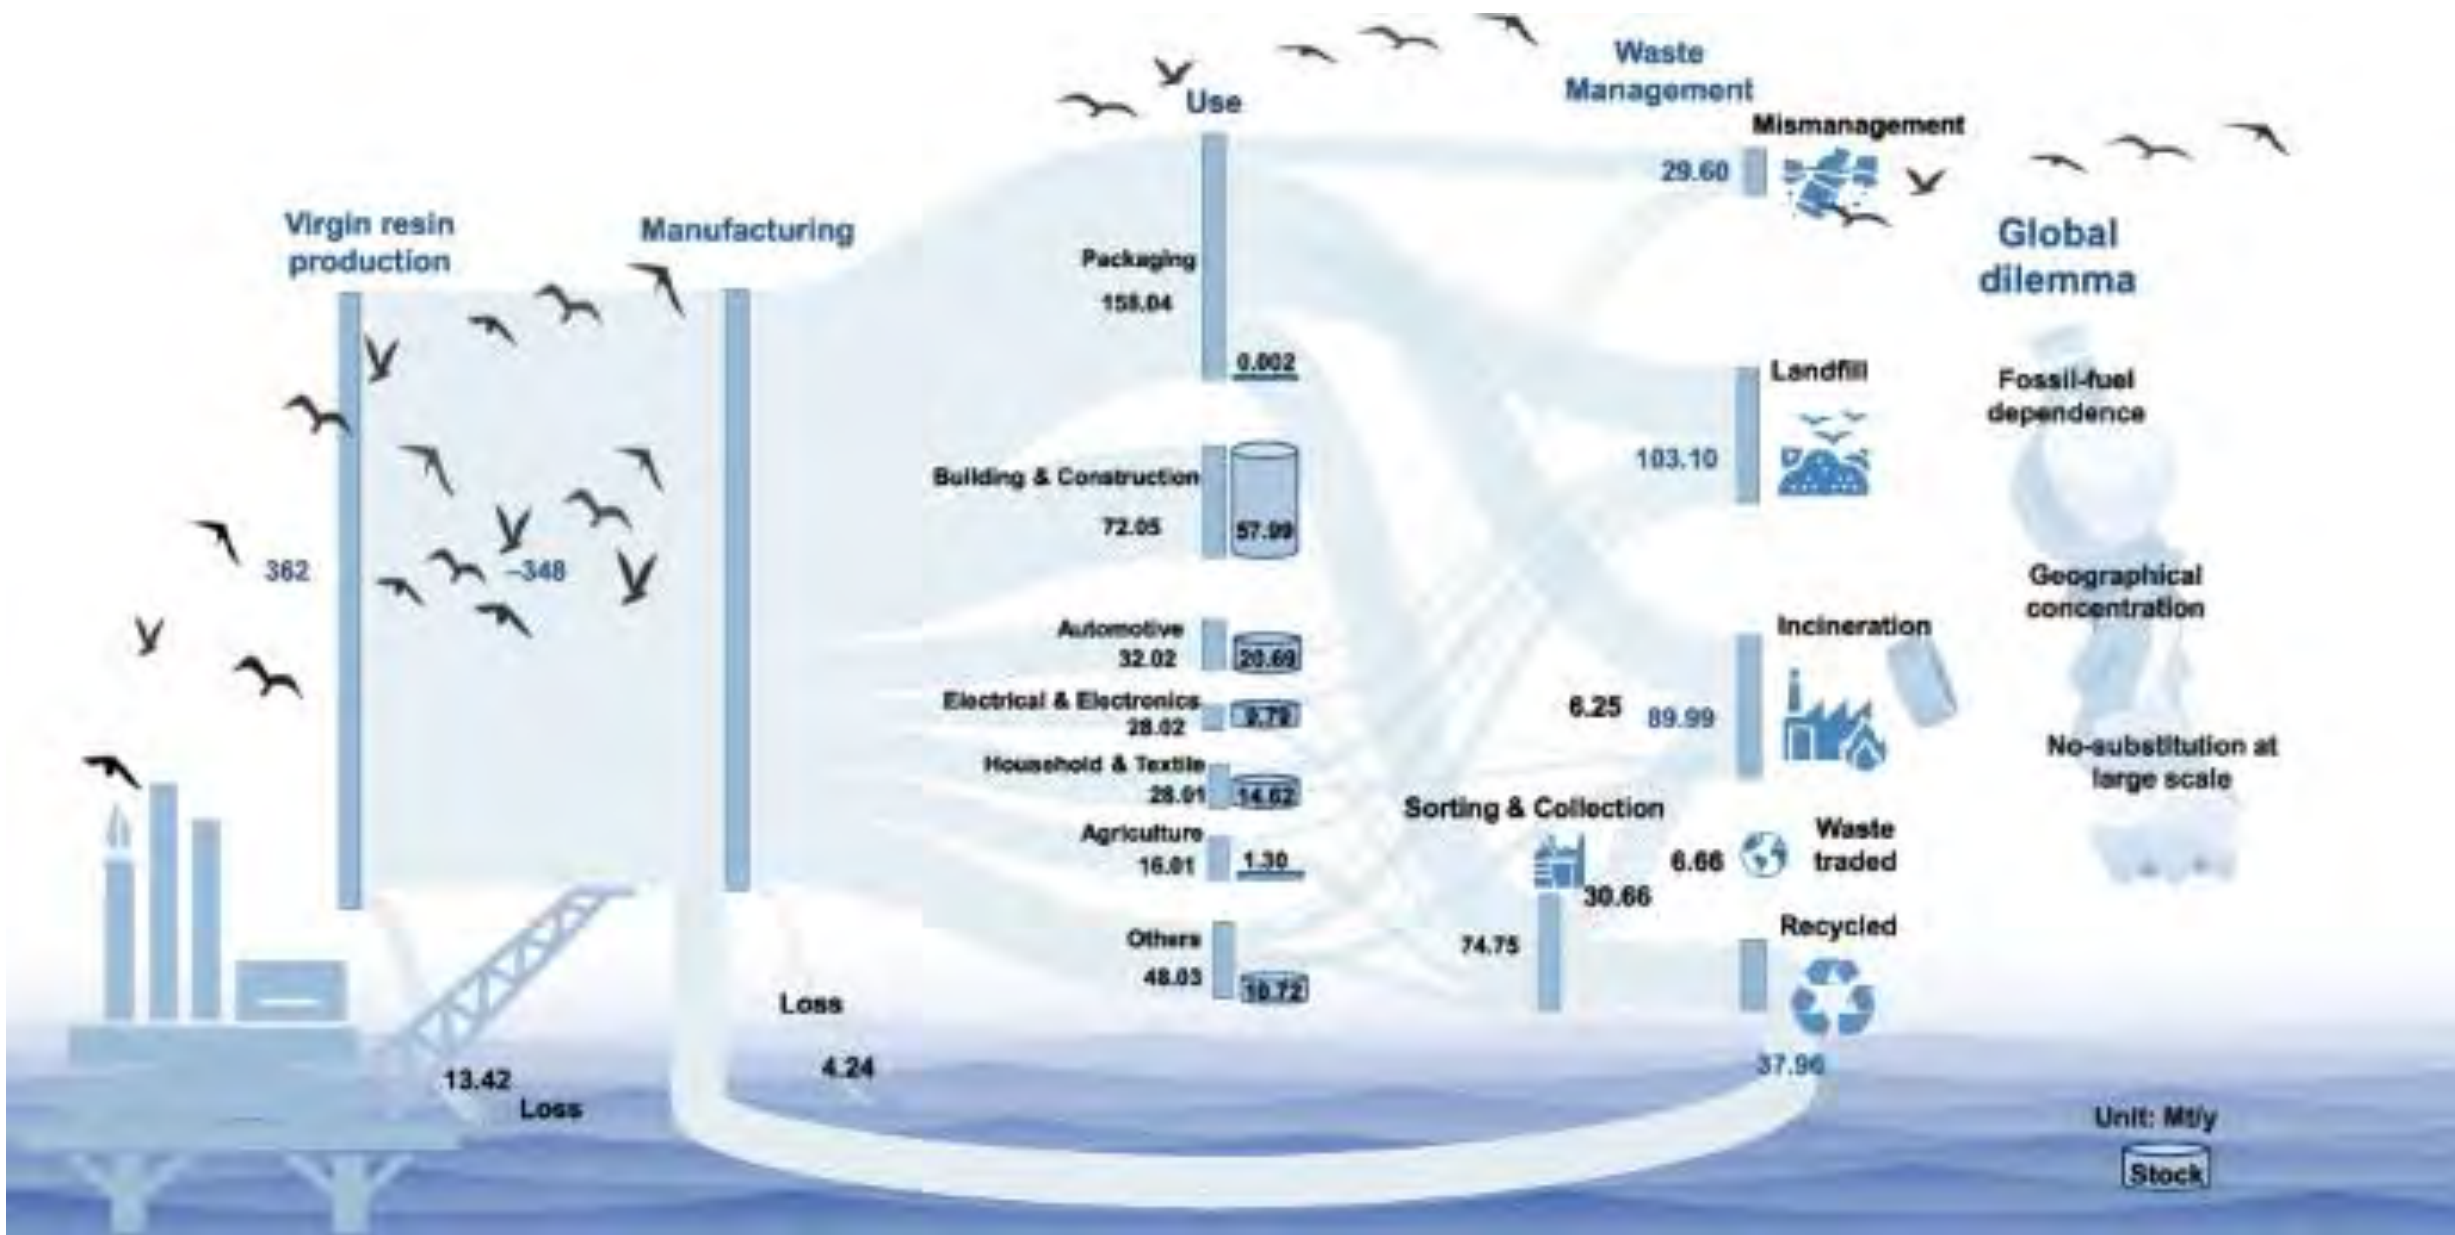 Virgin resin
production
362
~348
Manufacturing
13.42
Loss
Loss
4.24
Use
Packaging
158.04
0.002
Building & Construction
72.05
57.99
Automotive
32.02
20.69
Electrical & Electronics
28.02
9.79
Household & Textile
28.01
14.62
Agriculture
16.01
1.30
Others
48.03
10.72
Waste
Management
Mismanagement
29.60
Landfill
103.10
Incineration
6.25
89.99
Sorting & Collection
30.66
74.75
6.66
Waste
traded
Recycled
37.96
Global
dilemma
Fossil-fuel
dependence
Geographical
concentration
No-substitution at
large scale
Unit: Mt/y
Stock